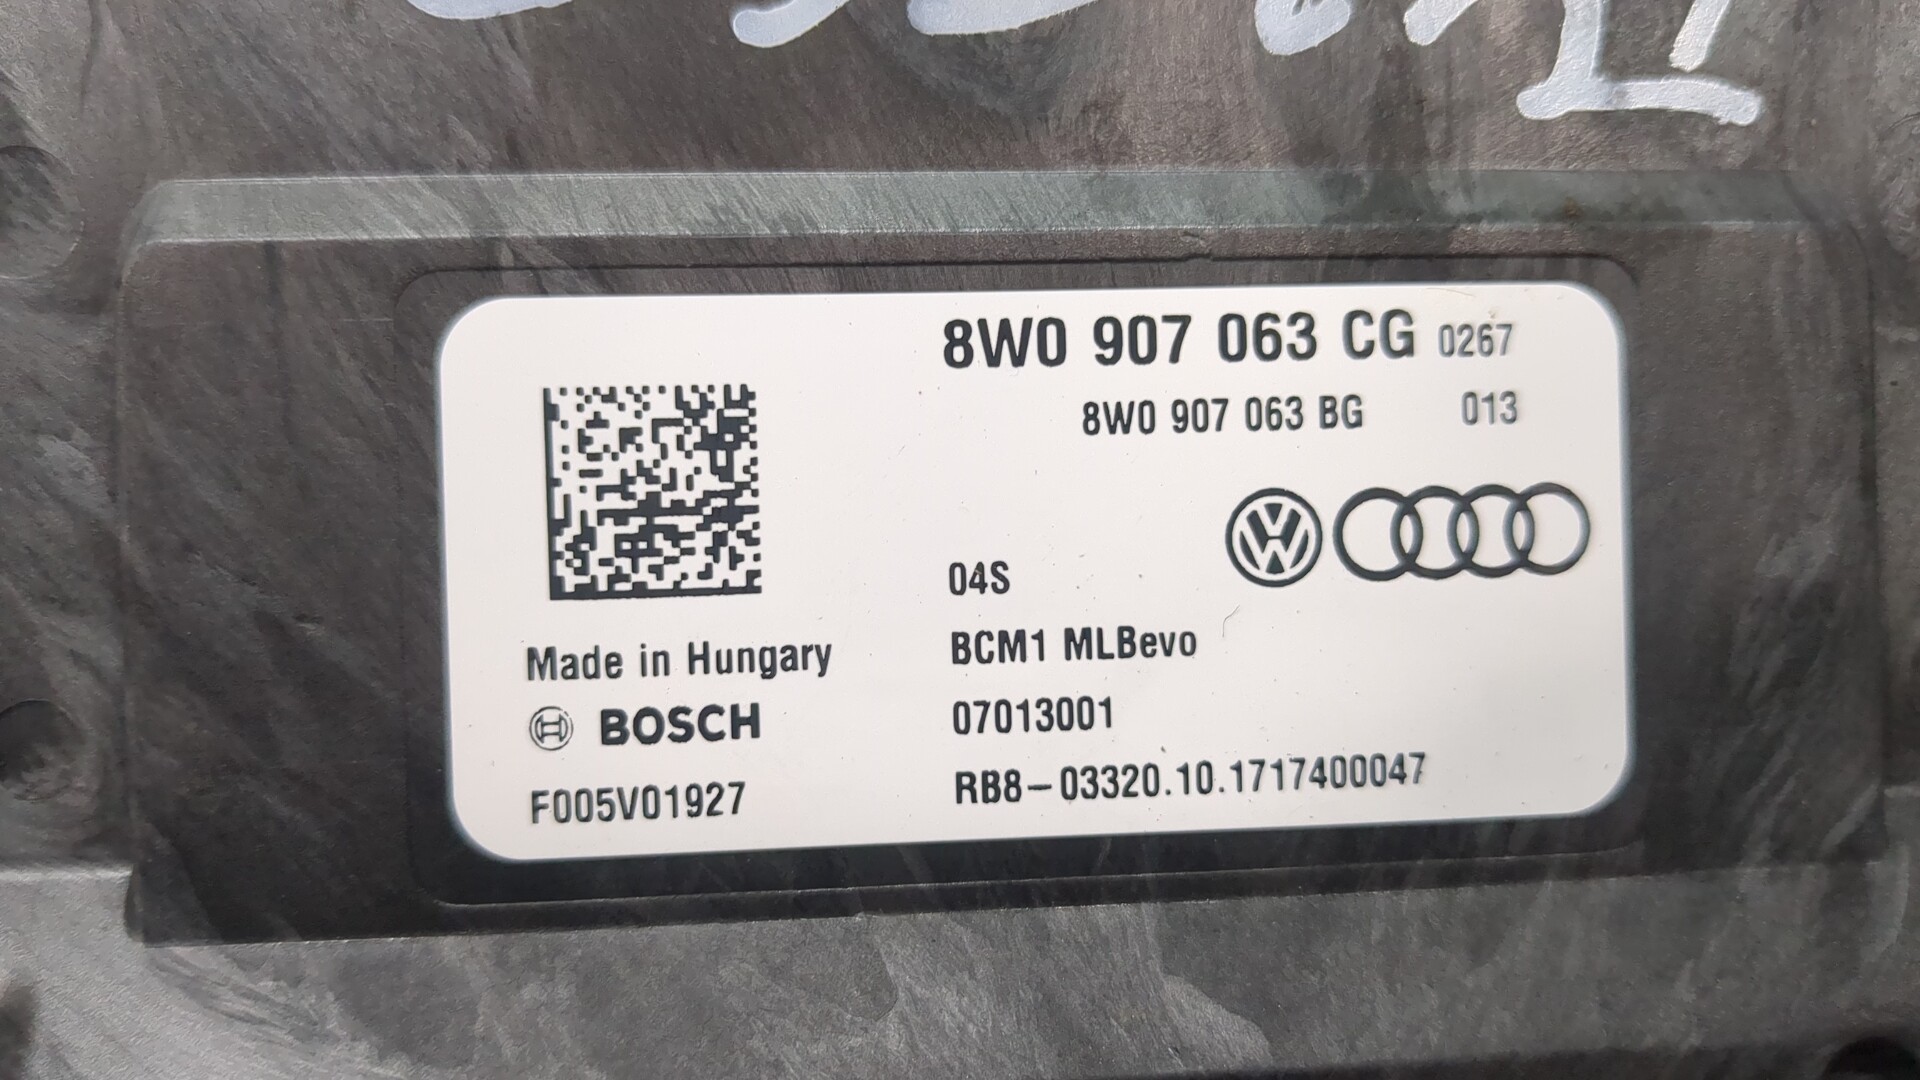 8W0 907 063 CG 0267
8W0 907 063 BG 013
04S
Made in Hungary
BCM1 MLBevo
BOSCH
07013001
F005V01927
RB8-03320.10.1717400047